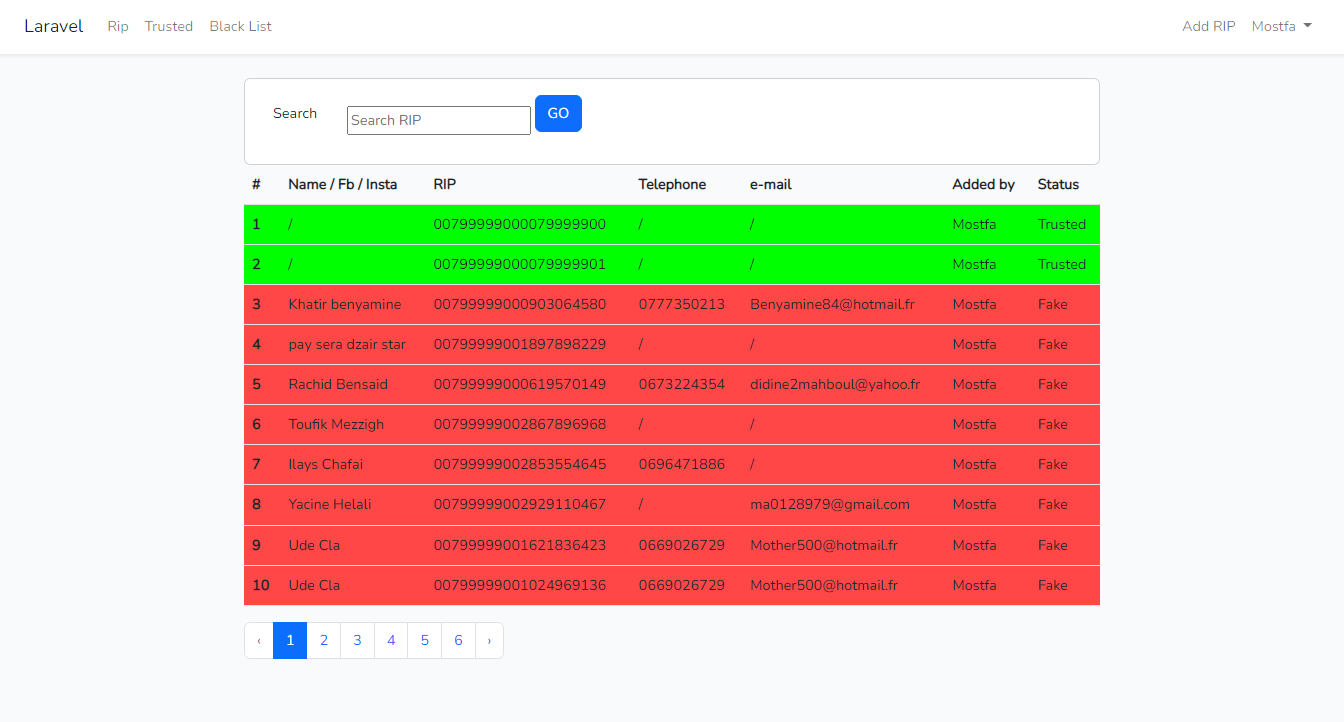 Laravel Rip Trusted Black List Add RIP Mostfa
Search Search RIP GO
# Name / Fb / Insta RIP Telephone e-mail Added by Status
1 / 00799999000079999900 / / Mostfa Trusted
2 / 00799999000079999901 / / Mostfa Trusted
3 Khatir benyamine 00799999000903064580 0777350213 Benyamine84@hotmail.fr Mostfa Fake
4 pay sera dzair star 00799999001897898229 / / Mostfa Fake
5 Rachid Bensaid 00799999000619570149 0673224354 didine2mahboul@yahoo.fr Mostfa Fake
6 Toufik Mezzigh 00799999002867896968 / / Mostfa Fake
7 Ilays Chafai 00799999002853554645 0696471886 / Mostfa Fake
8 Yacine Helali 00799999002929110467 / ma0128979@gmail.com Mostfa Fake
9 Ude Cla 00799999001621836423 0669026729 Mother500@hotmail.fr Mostfa Fake
10 Ude Cla 00799999001024969136 0669026729 Mother500@hotmail.fr Mostfa Fake
‹ 1 2 3 4 5 6 ›